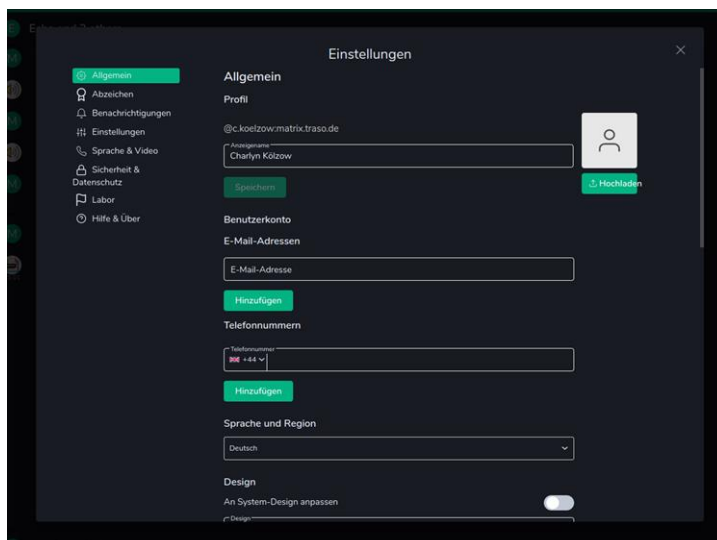 Einstellungen
Allgemein
Abzeichen
Benachrichtigungen
Einstellungen
Sprache & Video
Sicherheit &
Datenschutz
Labor
Hilfe & Über
Allgemein
Profil
@c.koelzow:matrix.traso.de
Anzeigename
Charlyn Kölzow
Speichern
Hochladen
Benutzerkonto
E-Mail-Adressen
E-Mail-Adresse
Hinzufügen
Telefonnummern
Telefonnummer
+44
Hinzufügen
Sprache und Region
Deutsch
Design
An System-Design anpassen
Design